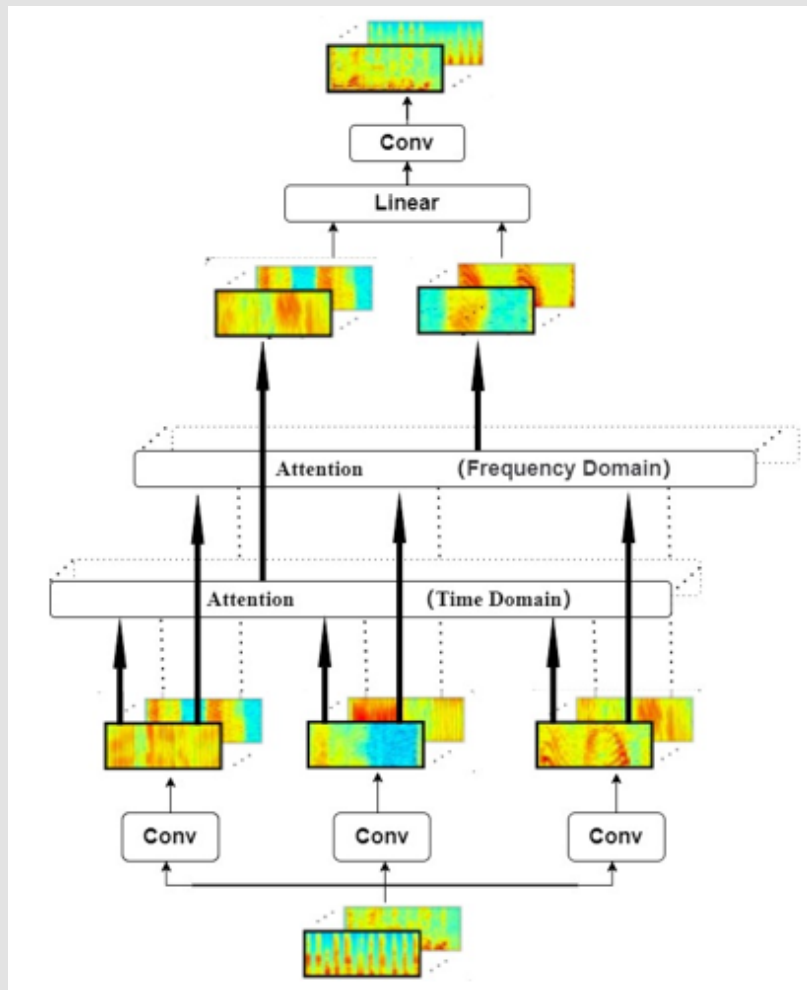 Conv
Linear
Attention (Frequency Domain)
Attention (Time Domain)
Conv Conv Conv